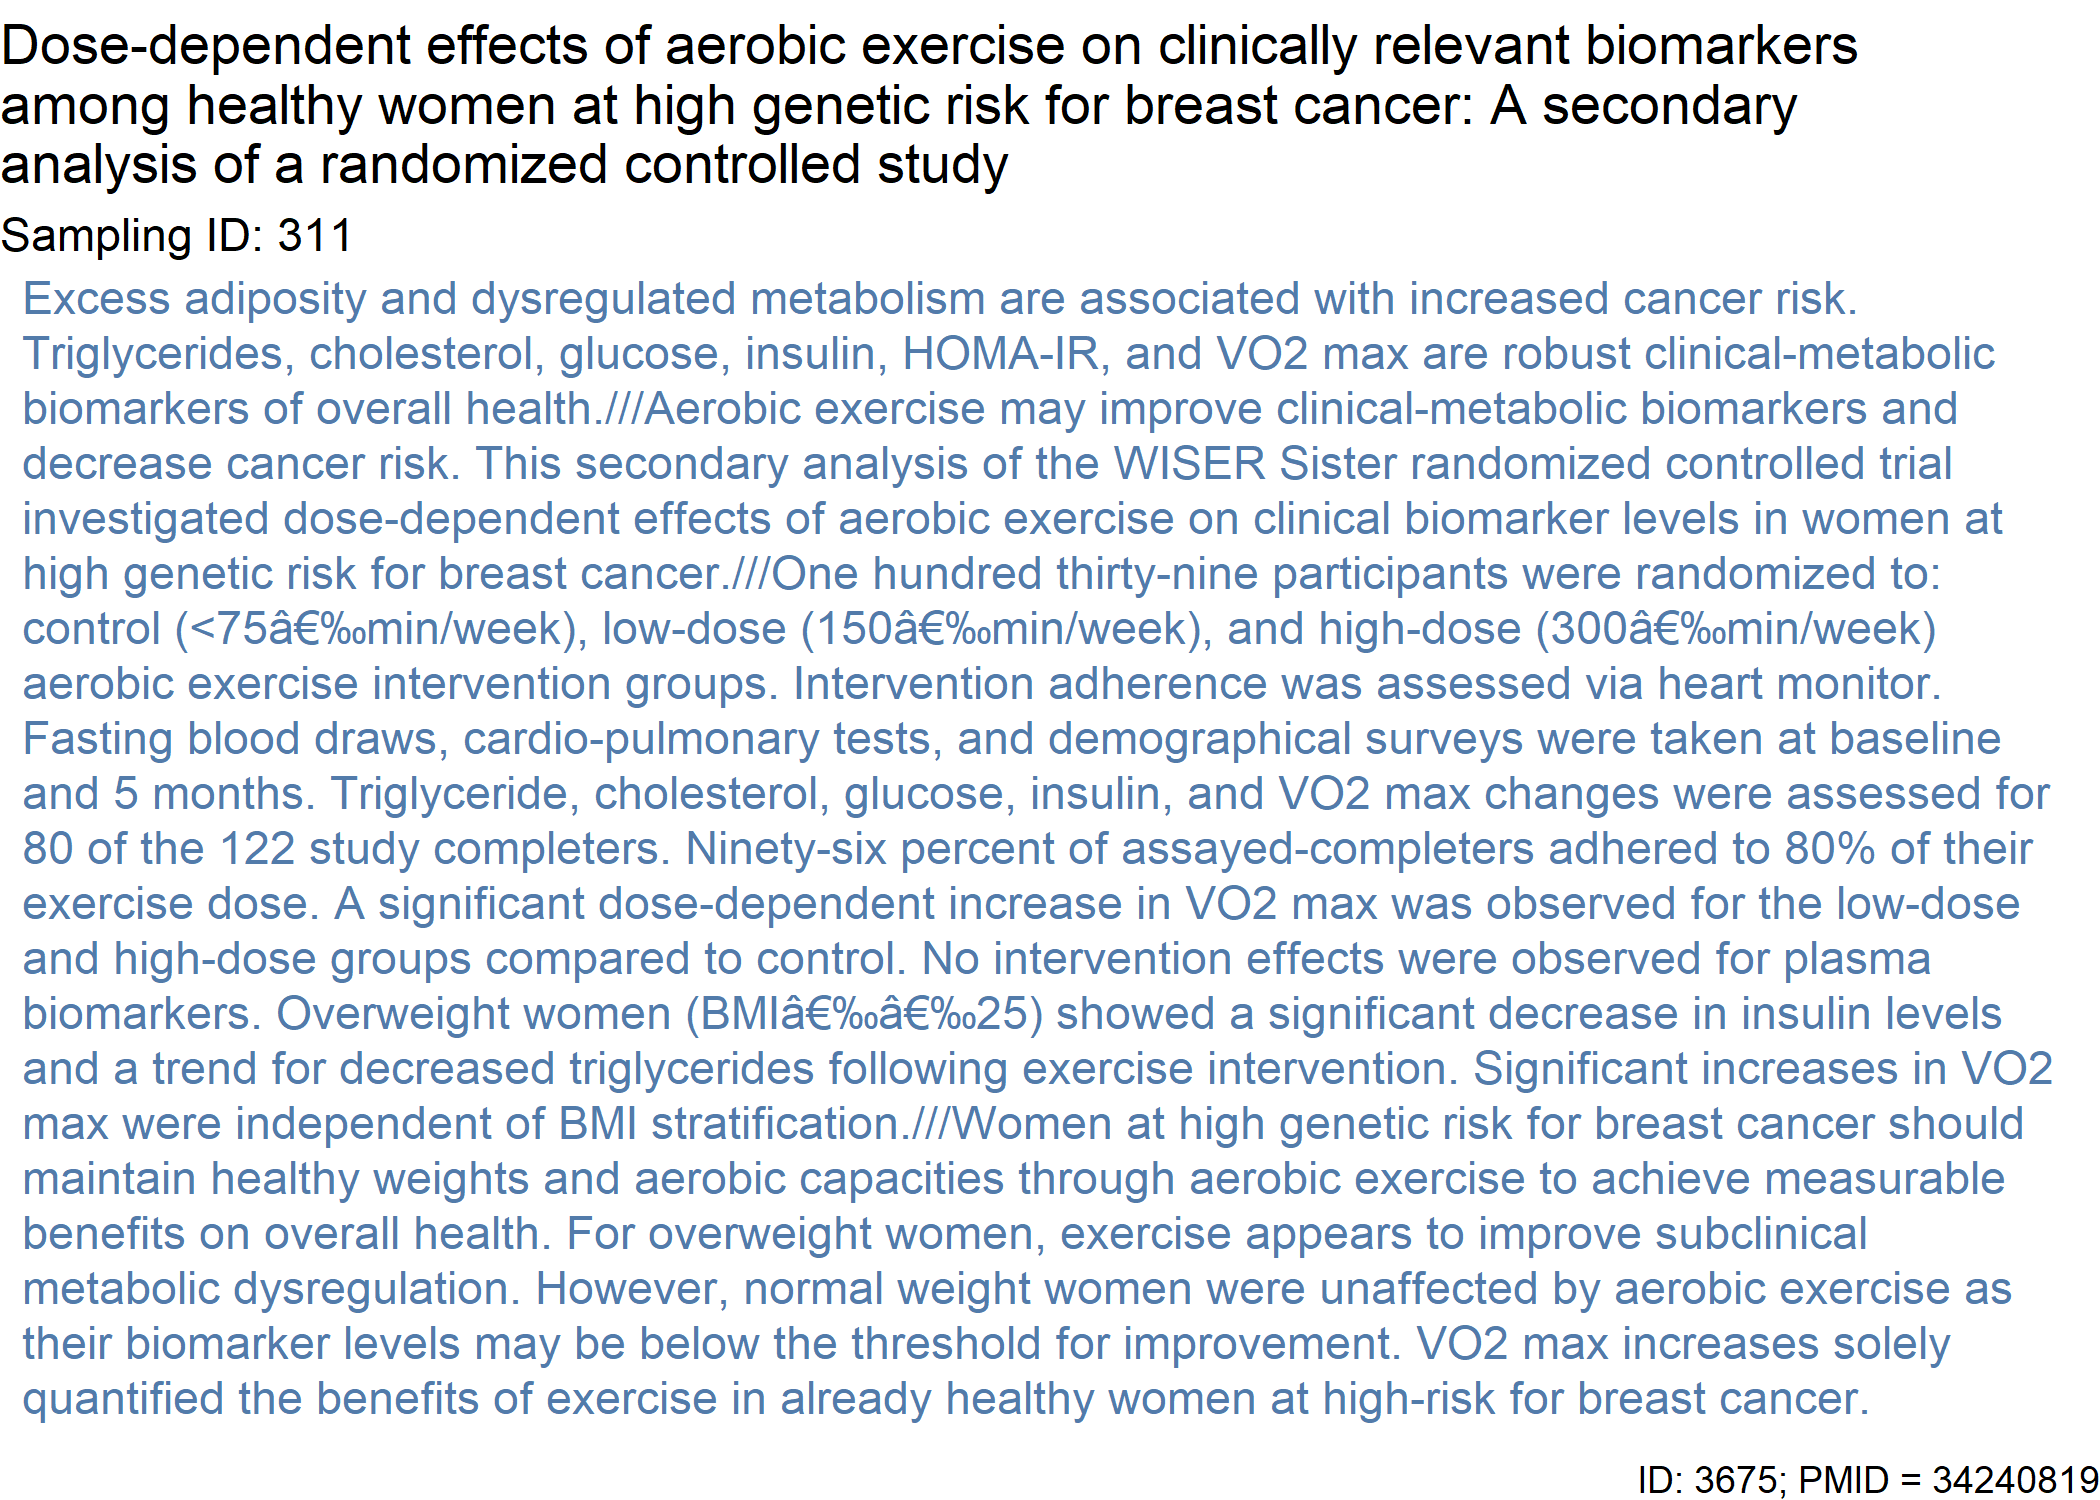 Dose-dependent effects of aerobic exercise on clinically relevant biomarkers
among healthy women at high genetic risk for breast cancer: A secondary
analysis of a randomized controlled study
Sampling ID: 311
Excess adiposity and dysregulated metabolism are associated with increased cancer risk.
Triglycerides, cholesterol, glucose, insulin, HOMA-IR, and VO2 max are robust clinical-metabolic
biomarkers of overall health.///Aerobic exercise may improve clinical-metabolic biomarkers and
decrease cancer risk. This secondary analysis of the WISER Sister randomized controlled trial
investigated dose-dependent effects of aerobic exercise on clinical biomarker levels in women at
high genetic risk for breast cancer.///One hundred thirty-nine participants were randomized to:
control (<75â€‰min/week), low-dose (150â€‰min/week), and high-dose (300â€‰min/week)
aerobic exercise intervention groups. Intervention adherence was assessed via heart monitor.
Fasting blood draws, cardio-pulmonary tests, and demographical surveys were taken at baseline
and 5 months. Triglyceride, cholesterol, glucose, insulin, and VO2 max changes were assessed for
80 of the 122 study completers. Ninety-six percent of assayed-completers adhered to 80% of their
exercise dose. A significant dose-dependent increase in VO2 max was observed for the low-dose
and high-dose groups compared to control. No intervention effects were observed for plasma
biomarkers. Overweight women (BMIâ€‰â€‰25) showed a significant decrease in insulin levels
and a trend for decreased triglycerides following exercise intervention. Significant increases in VO2
max were independent of BMI stratification.///Women at high genetic risk for breast cancer should
maintain healthy weights and aerobic capacities through aerobic exercise to achieve measurable
benefits on overall health. For overweight women, exercise appears to improve subclinical
metabolic dysregulation. However, normal weight women were unaffected by aerobic exercise as
their biomarker levels may be below the threshold for improvement. VO2 max increases solely
quantified the benefits of exercise in already healthy women at high-risk for breast cancer.
ID: 3675; PMID = 34240819